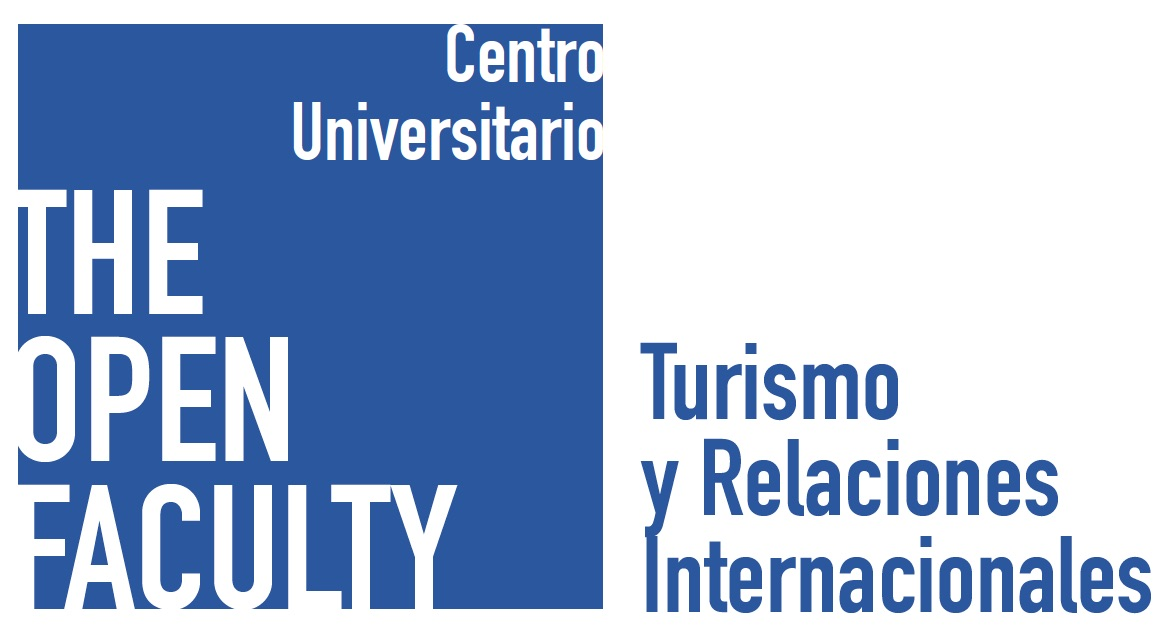 Centro
Universitario
THE
OPEN
FACULTY
Turismo
y Relaciones
Internacionales